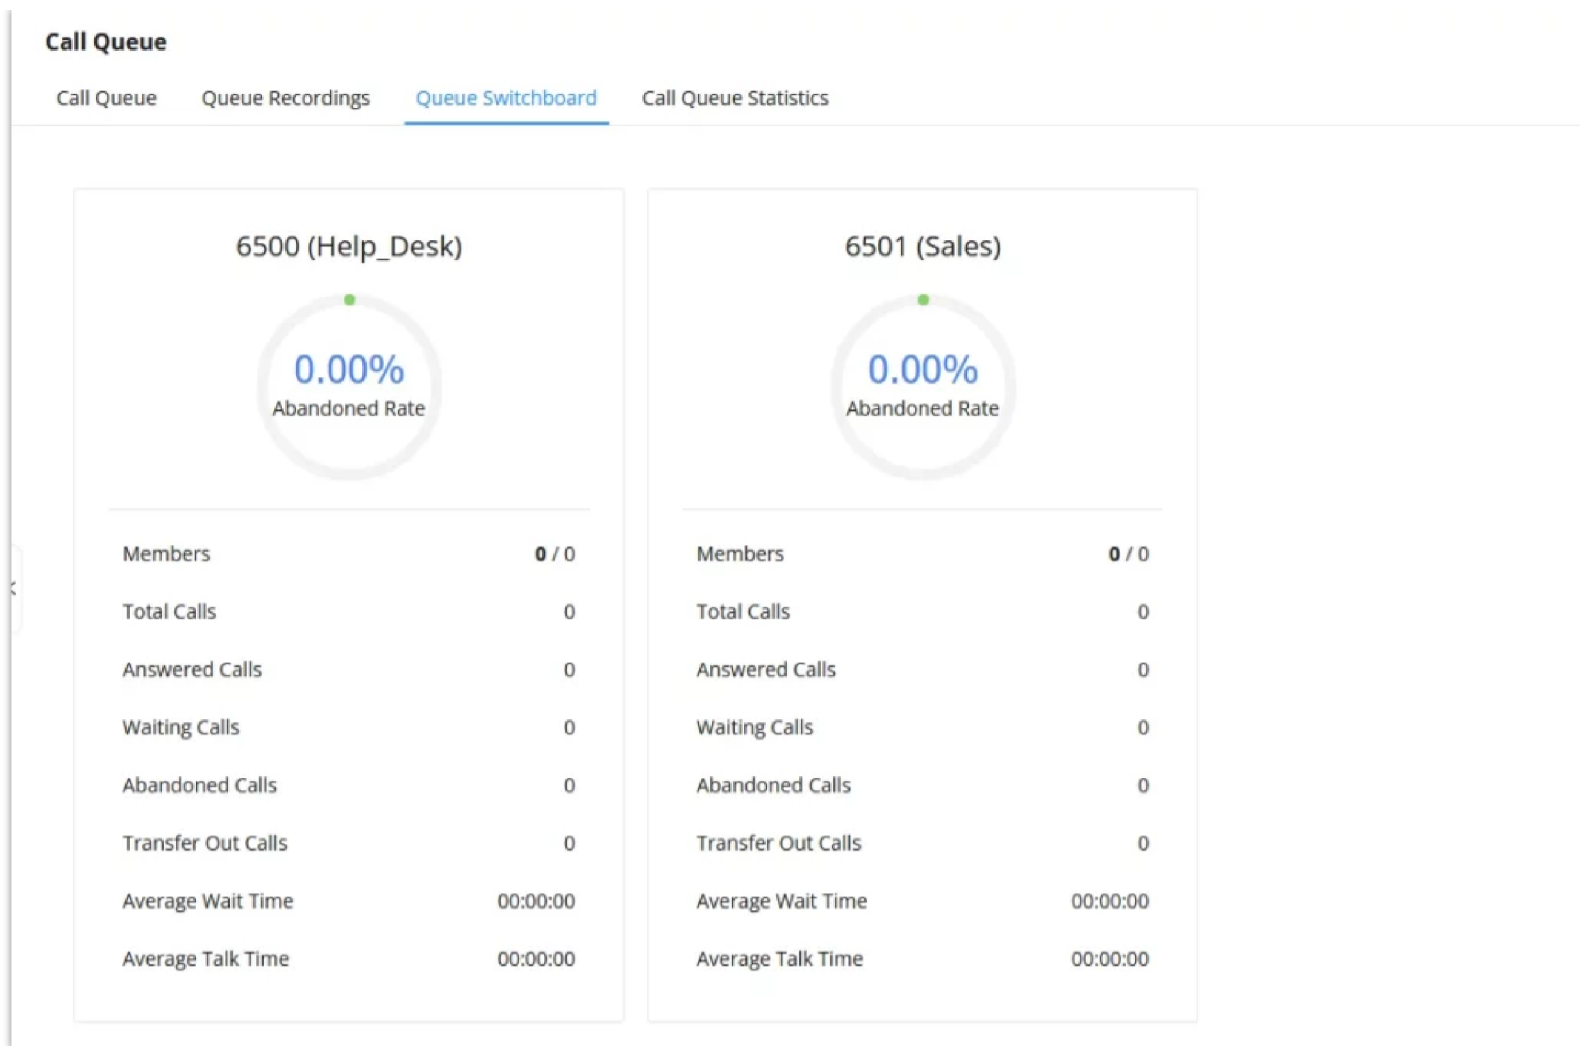 Call Queue
Call Queue Queue Recordings Queue Switchboard Call Queue Statistics
6500 (Help_Desk)
0.00%
Abandoned Rate
Members 0 / 0
Total Calls 0
Answered Calls 0
Waiting Calls 0
Abandoned Calls 0
Transfer Out Calls 0
Average Wait Time 00:00:00
Average Talk Time 00:00:00
6501 (Sales)
0.00%
Abandoned Rate
Members 0 / 0
Total Calls 0
Answered Calls 0
Waiting Calls 0
Abandoned Calls 0
Transfer Out Calls 0
Average Wait Time 00:00:00
Average Talk Time 00:00:00